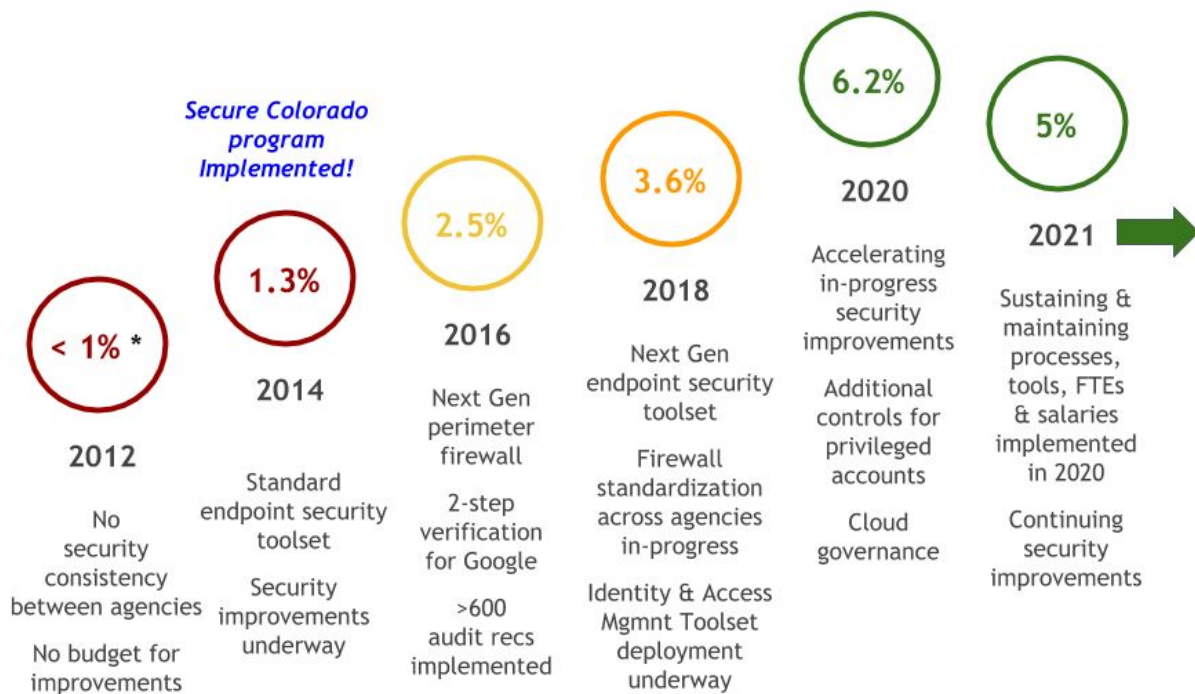 Secure Colorado
program
Implemented!
< 1% *
2012
No
security
consistency
between agencies
No budget for
improvements
1.3%
2014
Standard
endpoint security
toolset
Security
improvements
underway
2.5%
2016
Next Gen
perimeter
firewall
2-step
verification
for Google
>600
audit recs
implemented
3.6%
2018
Next Gen
endpoint security
toolset
Firewall
standardization
across agencies
in-progress
Identity & Access
Mgmnt Toolset
deployment
underway
6.2%
2020
Accelerating
in-progress
security
improvements
Additional
controls for
privileged
accounts
Cloud
governance
5%
2021
Sustaining &
maintaining
processes,
tools, FTEs
& salaries
implemented
in 2020
Continuing
security
improvements